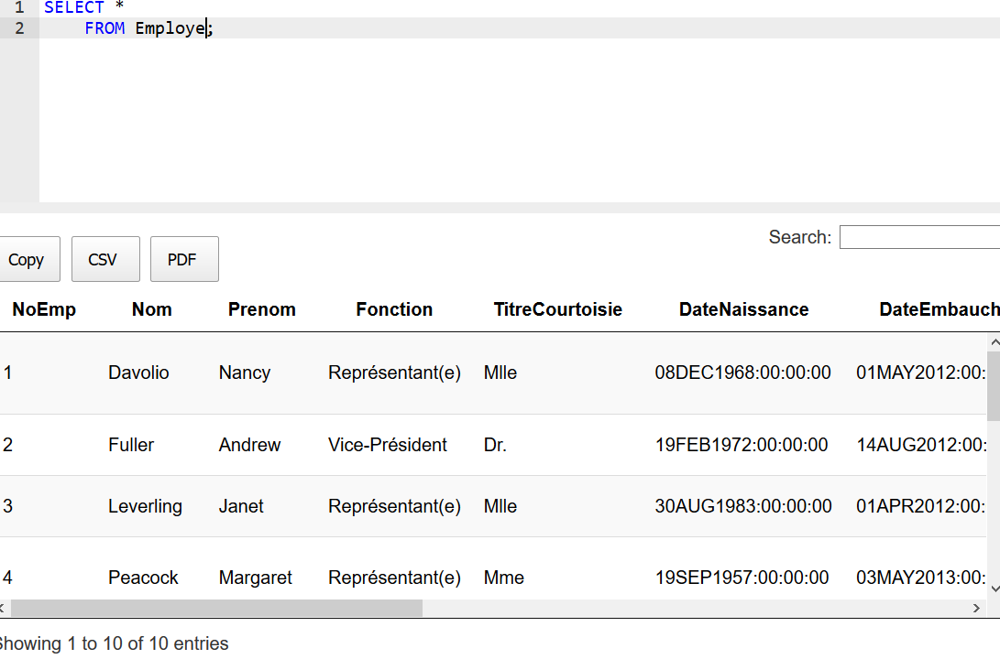 1 SELECT *
2 FROM Employe;
Search:
Copy CSV PDF
NoEmp Nom Prenom Fonction TitreCourtoisie DateNaissance DateEmbauch
1 Davolio Nancy Représentant(e) Mlle 08DEC1968:00:00:00 01MAY2012:00:
2 Fuller Andrew Vice-Président Dr. 19FEB1972:00:00:00 14AUG2012:00:
3 Leverling Janet Représentant(e) Mlle 30AUG1983:00:00:00 01APR2012:00:
4 Peacock Margaret Représentant(e) Mme 19SEP1957:00:00:00 03MAY2013:00:
Showing 1 to 10 of 10 entries